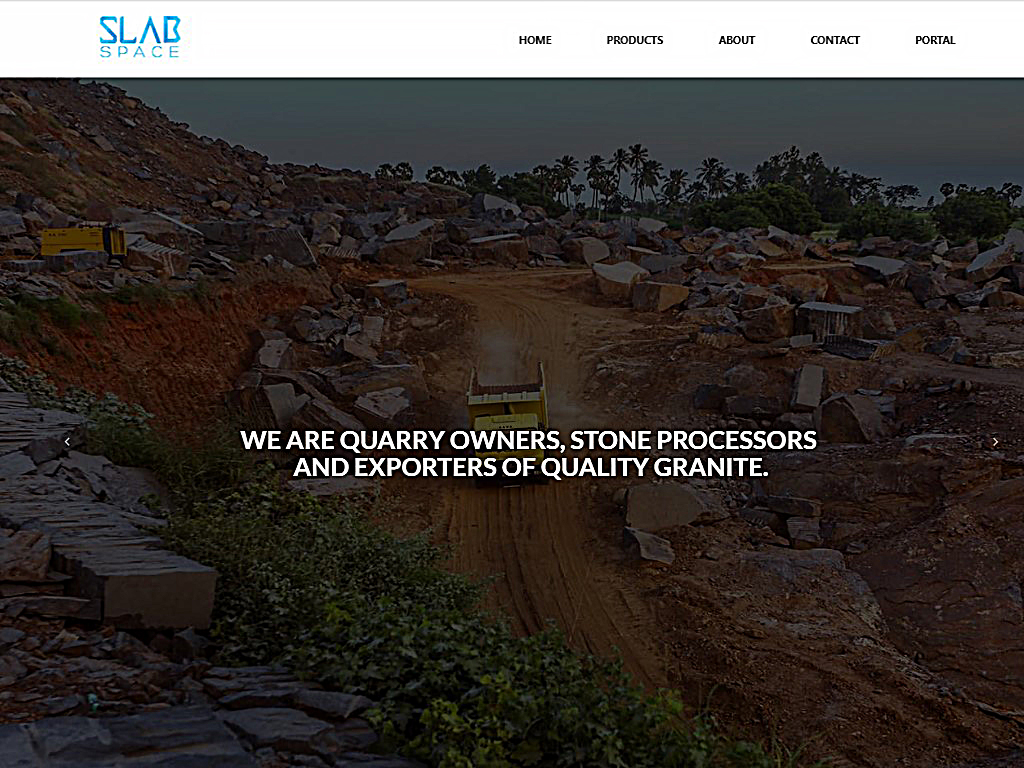 SLAB
SPACE
HOME
PRODUCTS
ABOUT
CONTACT
PORTAL
WE ARE QUARRY OWNERS, STONE PROCESSORS
AND EXPORTERS OF QUALITY GRANITE.